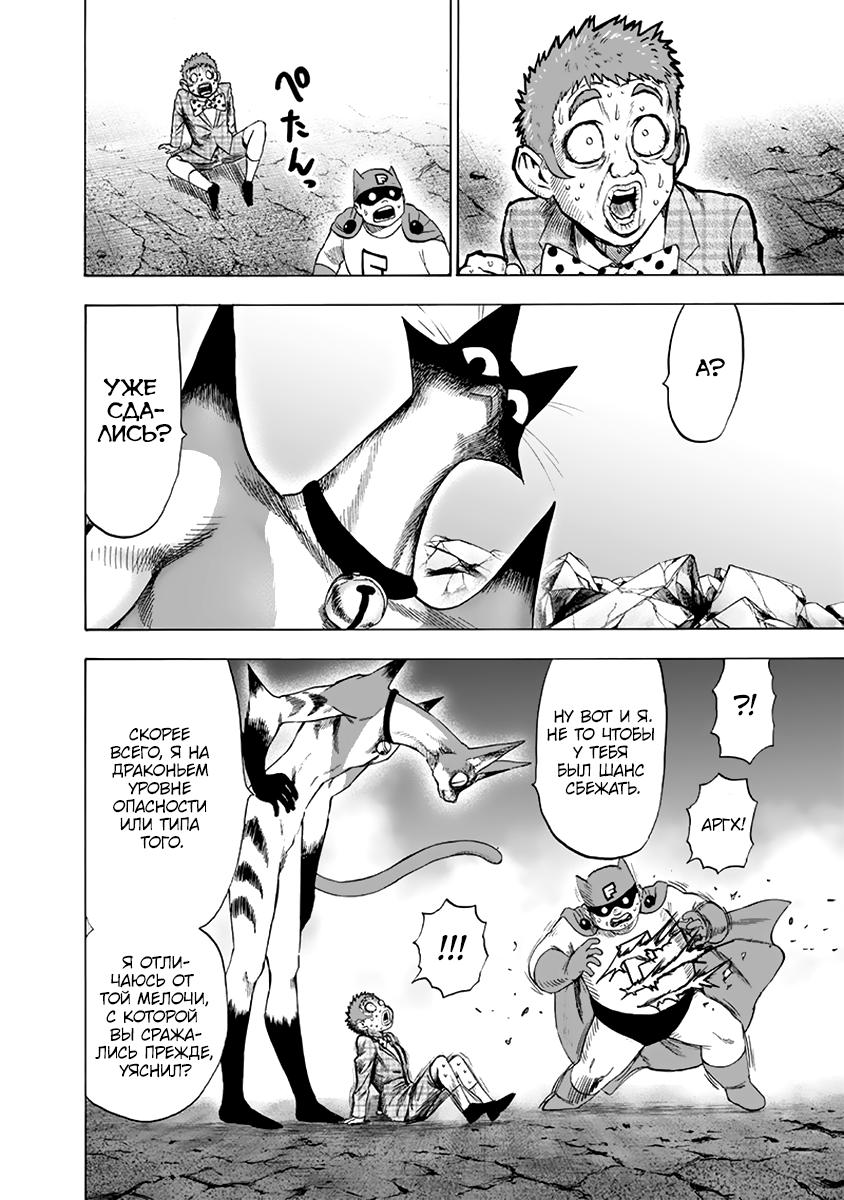 ぺたんっ
F
F
А?
УЖЕ
СДА-
ЛИСЬ?
?!
АРГХ!
НУ ВОТ И Я.
НЕ ТО ЧТОБЫ
У ТЕБЯ
БЫЛ ШАНС
СБЕЖАТЬ.
F
!!!
СКОРЕЕ
ВСЕГО, Я НА
ДРАКОНЬЕМ
УРОВНЕ
ОПАСНОСТИ
ИЛИ ТИПА
ТОГО.
Я ОТЛИ-
ЧАЮСЬ ОТ
ТОЙ МЕЛОЧИ,
С КОТОРОЙ
ВЫ СРАЖА-
ЛИСЬ ПРЕЖДЕ,
УЯСНИЛ?